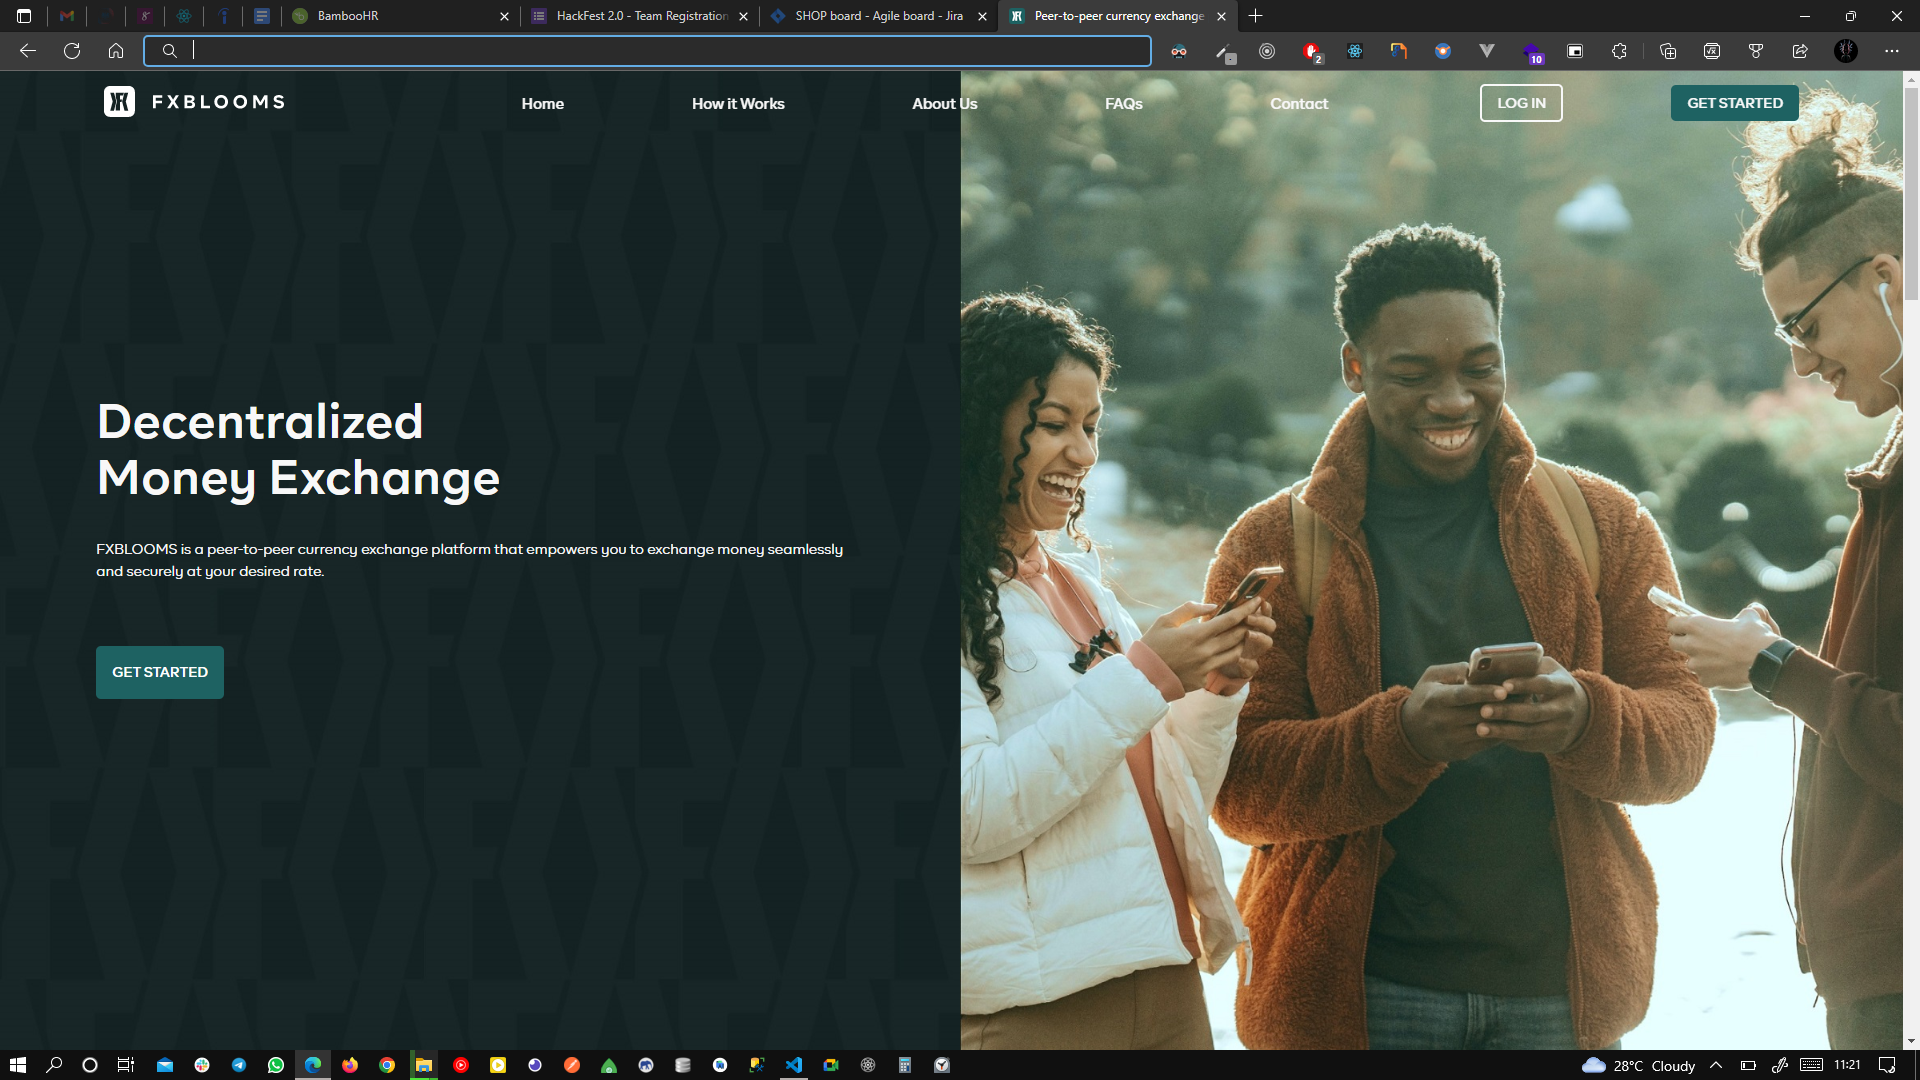 BambooHR
HackFest 2.0 - Team Registration
SHOP board - Agile board - Jira
Peer-to-peer currency exchange
2
10
FXBLOOMS
Home
How it Works
About Us
FAQs
Contact
LOG IN
GET STARTED
Decentralized
Money Exchange
FXBLOOMS is a peer-to-peer currency exchange platform that empowers you to exchange money seamlessly
and securely at your desired rate.
GET STARTED
28°C Cloudy
11:21